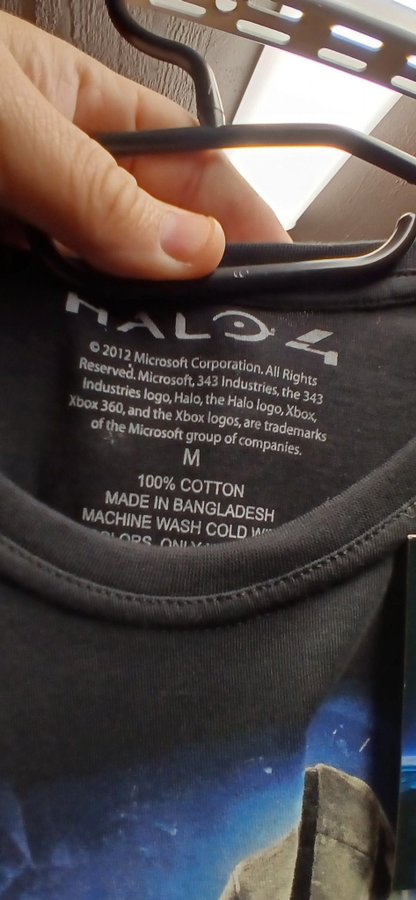 HALO 4
© 2012 Microsoft Corporation. All Rights
Reserved. Microsoft, 343 Industries, the 343
Industries logo, Halo, the Halo logo, Xbox,
Xbox 360, and the Xbox logos, are trademarks
of the Microsoft group of companies.
M
100% COTTON
MADE IN BANGLADESH
MACHINE WASH COLD
COLORS, ONLY